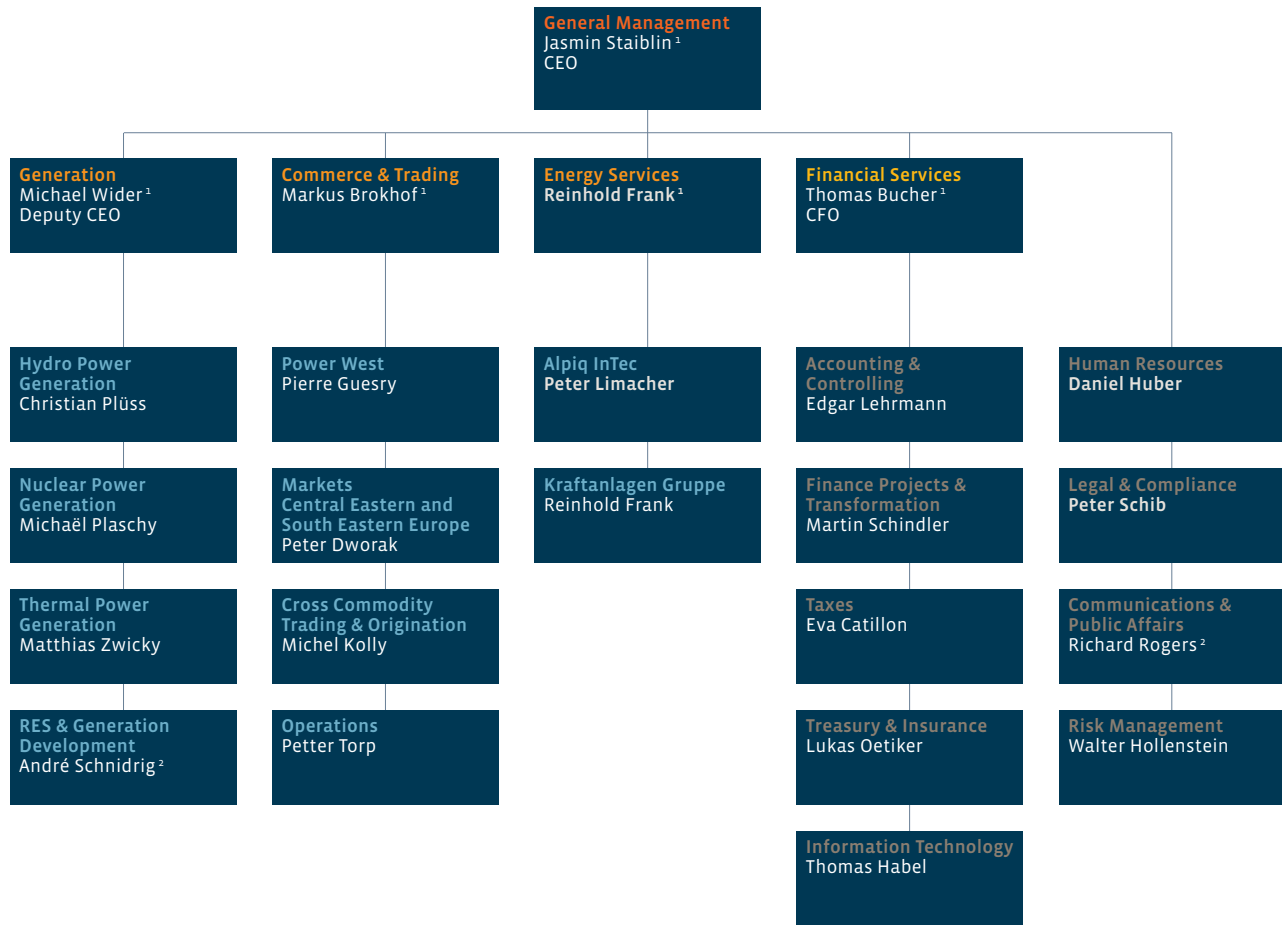 General Management
Jasmin Staiblin ¹
CEO
Generation
Michael Wider ¹
Deputy CEO
Commerce & Trading
Markus Brokhof ¹
Energy Services
Reinhold Frank ¹
Financial Services
Thomas Bucher ¹
CFO
Hydro Power
Generation
Christian Plüss
Power West
Pierre Guesry
Alpiq InTec
Peter Limacher
Accounting &
Controlling
Edgar Lehrmann
Human Resources
Daniel Huber
Nuclear Power
Generation
Michaël Plaschy
Markets
Central Eastern and
South Eastern Europe
Peter Dworak
Kraftanlagen Gruppe
Reinhold Frank
Finance Projects &
Transformation
Martin Schindler
Legal & Compliance
Peter Schib
Thermal Power
Generation
Matthias Zwicky
Cross Commodity
Trading & Origination
Michel Kolly
Taxes
Eva Catillon
Communications &
Public Affairs
Richard Rogers ²
RES & Generation
Development
André Schnidrig ²
Operations
Petter Torp
Treasury & Insurance
Lukas Oetiker
Risk Management
Walter Hollenstein
Information Technology
Thomas Habel